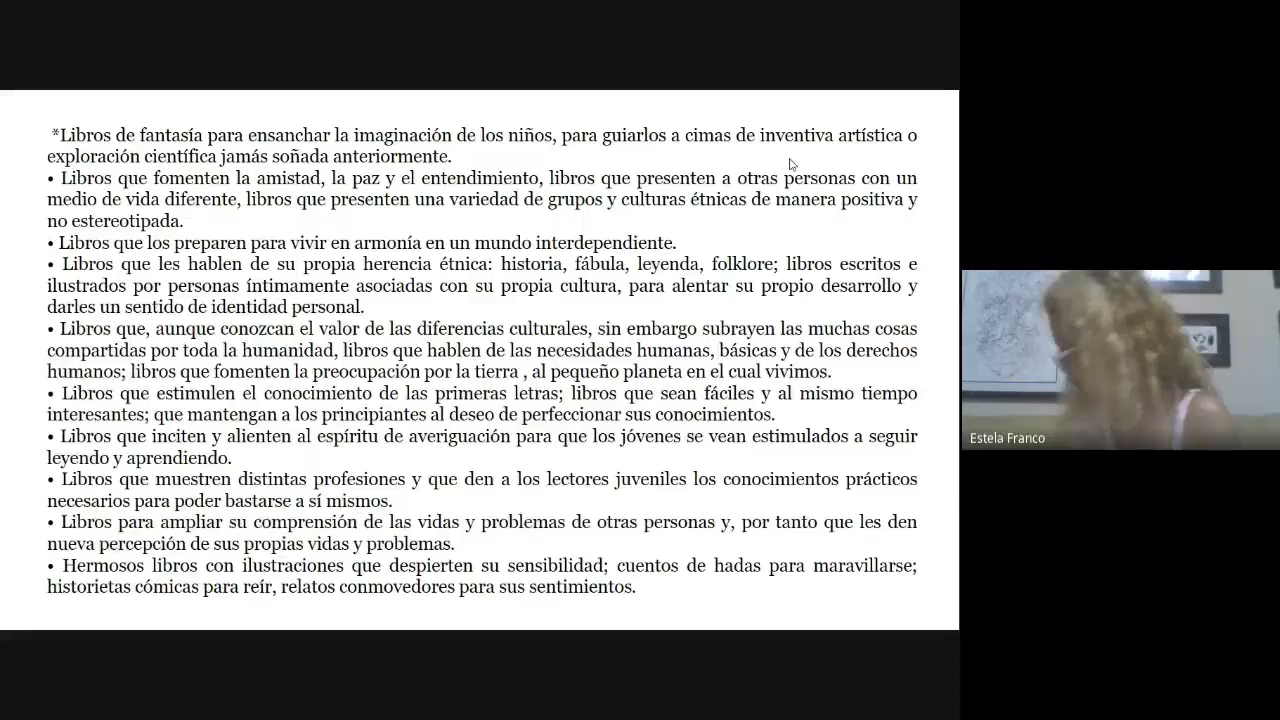 *Libros de fantasía para ensanchar la imaginación de los niños, para guiarlos a cimas de inventiva artística o
exploración científica jamás soñada anteriormente.
• Libros que fomenten la amistad, la paz y el entendimiento, libros que presenten a otras personas con un
medio de vida diferente, libros que presenten una variedad de grupos y culturas étnicas de manera positiva y
no estereotipada.
• Libros que los preparen para vivir en armonía en un mundo interdependiente.
• Libros que les hablen de su propia herencia étnica: historia, fábula, leyenda, folklore; libros escritos e
ilustrados por personas íntimamente asociadas con su propia cultura, para alentar su propio desarrollo y
darles un sentido de identidad personal.
• Libros que, aunque conozcan el valor de las diferencias culturales, sin embargo subrayen las muchas cosas
compartidas por toda la humanidad, libros que hablen de las necesidades humanas, básicas y de los derechos
humanos; libros que fomenten la preocupación por la tierra , al pequeño planeta en el cual vivimos.
• Libros que estimulen el conocimiento de las primeras letras; libros que sean fáciles y al mismo tiempo
interesantes; que mantengan a los principiantes al deseo de perfeccionar sus conocimientos.
• Libros que inciten y alienten al espíritu de averiguación para que los jóvenes se vean estimulados a seguir
leyendo y aprendiendo.
• Libros que muestren distintas profesiones y que den a los lectores juveniles los conocimientos prácticos
necesarios para poder bastarse a sí mismos.
• Libros para ampliar su comprensión de las vidas y problemas de otras personas y, por tanto que les den
nueva percepción de sus propias vidas y problemas.
• Hermosos libros con ilustraciones que despierten su sensibilidad; cuentos de hadas para maravillarse;
historietas cómicas para reír, relatos conmovedores para sus sentimientos.
Estela Franco